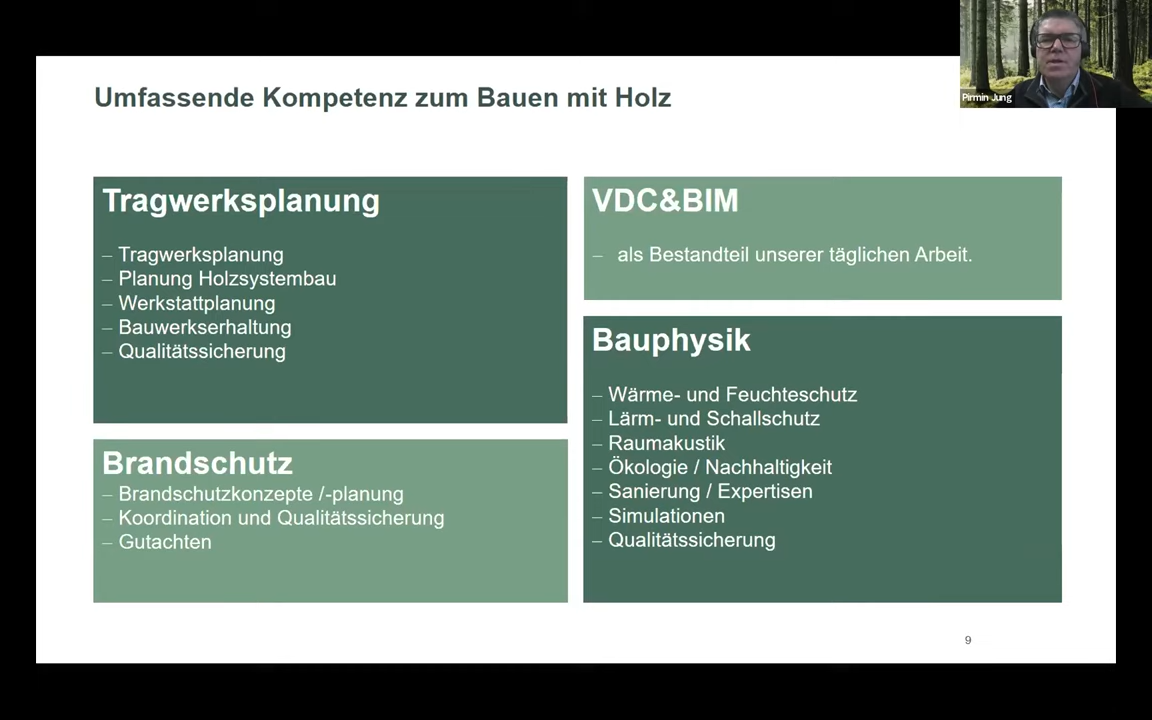 Umfassende Kompetenz zum Bauen mit Holz
Pirmin Jung
Tragwerksplanung
– Tragwerksplanung
– Planung Holzsystembau
– Werkstattplanung
– Bauwerkserhaltung
– Qualitätssicherung
Brandschutz
– Brandschutzkonzepte /-planung
– Koordination und Qualitätssicherung
– Gutachten
VDC&BIM
– als Bestandteil unserer täglichen Arbeit.
Bauphysik
– Wärme- und Feuchteschutz
– Lärm- und Schallschutz
– Raumakustik
– Ökologie / Nachhaltigkeit
– Sanierung / Expertisen
– Simulationen
– Qualitätssicherung
9